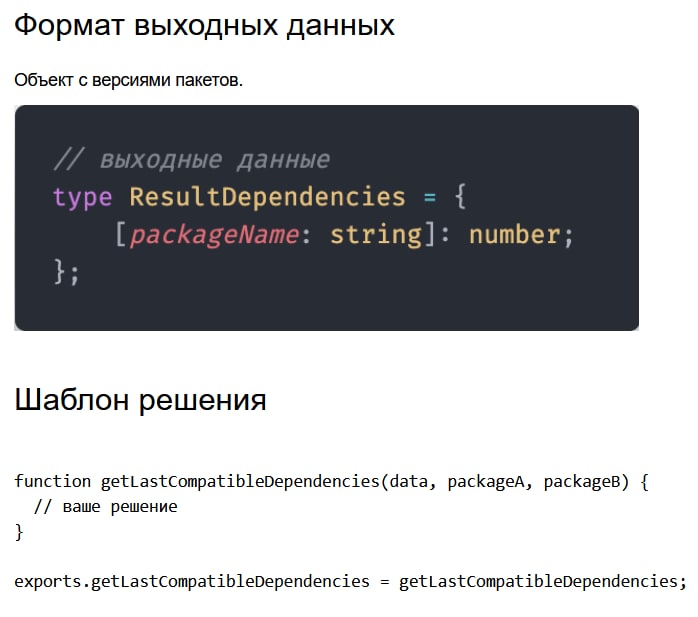 Формат выходных данных
Объект с версиями пакетов.
// выходные данные
type ResultDependencies = {
    [packageName: string]: number;
};
Шаблон решения
function getLastCompatibleDependencies(data, packageA, packageB) {
  // ваше решение
}
exports.getLastCompatibleDependencies = getLastCompatibleDependencies;